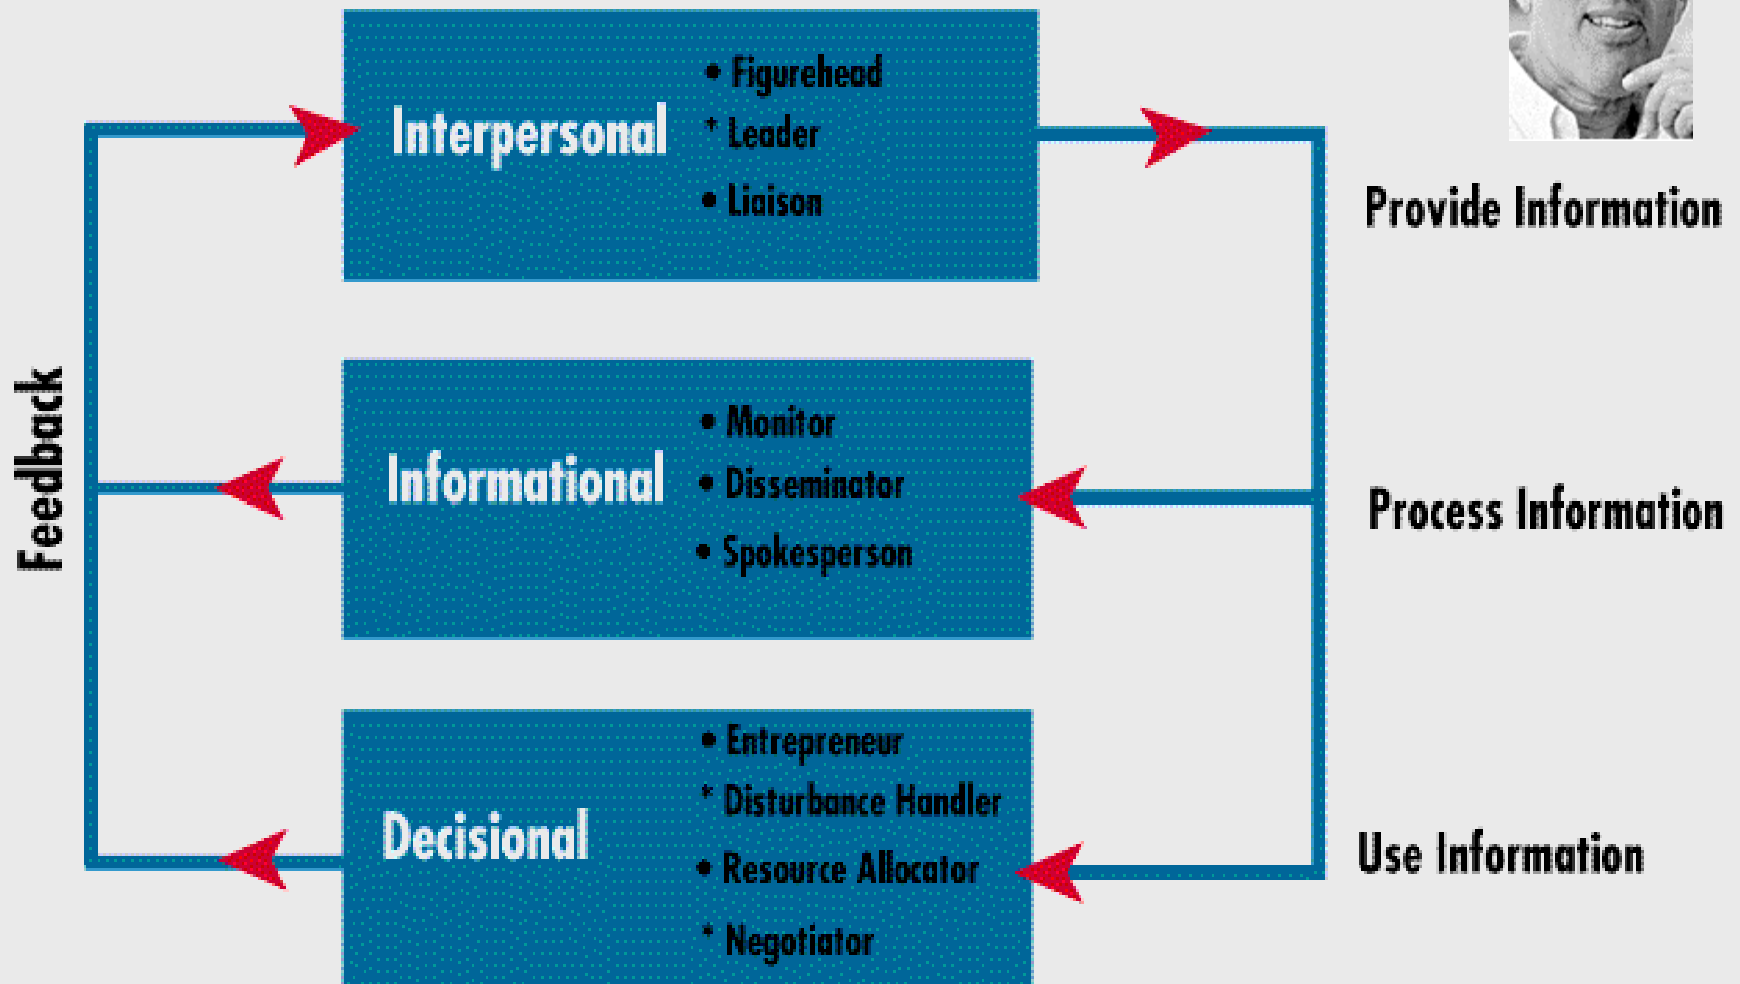 Interpersonal
• Figurehead
* Leader
• Liaison
Provide Information
Feedback
Informational
• Monitor
• Disseminator
• Spokesperson
Process Information
Decisional
• Entrepreneur
* Disturbance Handler
• Resource Allocator
* Negotiator
Use Information